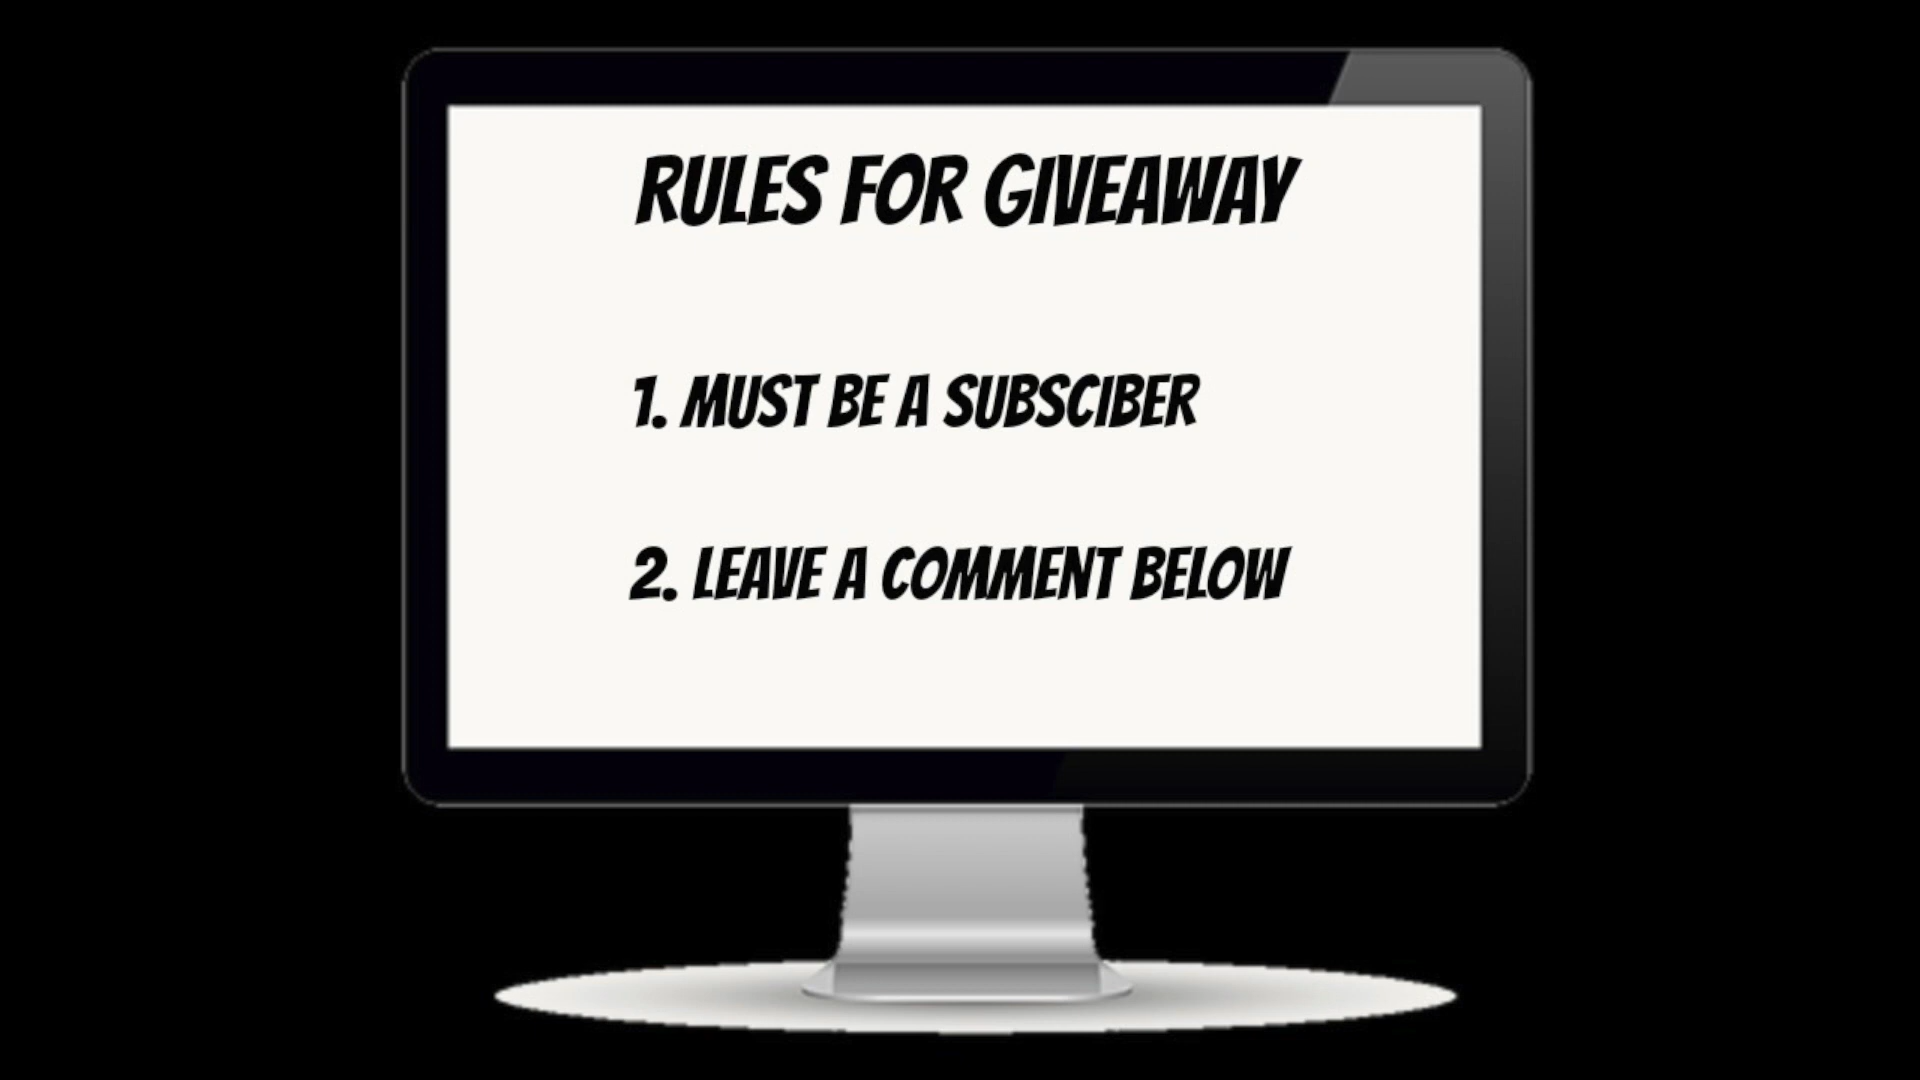 RULES FOR GIVEAWAY
1. MUST BE A SUBSCIBER
2. LEAVE A COMMENT BELOW